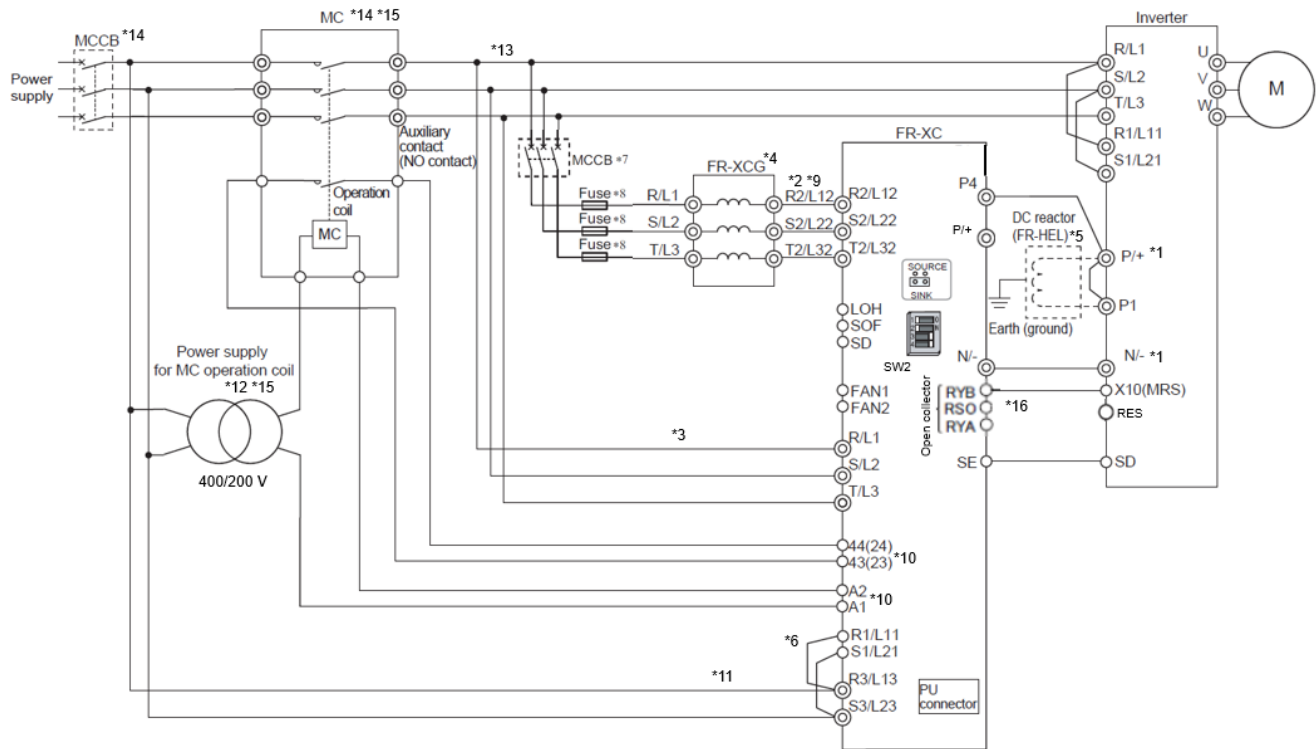 MC *14 *15
Inverter
MCCB *14
*13
R/L1
U
S/L2
V
M
Power
supply
T/L3
W
Auxiliary
contact
(NO contact)
FR-XC
R1/L11
MCCB *7
FR-XCG *4
S1/L21
Operation
coil
*2 *9
P4
Fuse*8
R/L1
R2/L12
R2/L12
DC reactor
(FR-HEL)*5
MC
Fuse*8
S/L2
S2/L22
S2/L22
P/+
Fuse*8
T/L3
T2/L32
T2/L32
P/+ *1
SOURCE
SINK
P1
LOH
SOF
SD
Earth (ground)
SW2
Power supply
for MC operation coil
*12 *15
N/-
N/- *1
Open collector
RYB
X10(MRS)
FAN1
FAN2
RSO
*16
RES
RYA
*3
R/L1
SE
SD
S/L2
400/200 V
T/L3
44(24)
43(23) *10
A2
A1 *10
*6
R1/L11
S1/L21
*11
R3/L13
PU
connector
S3/L23